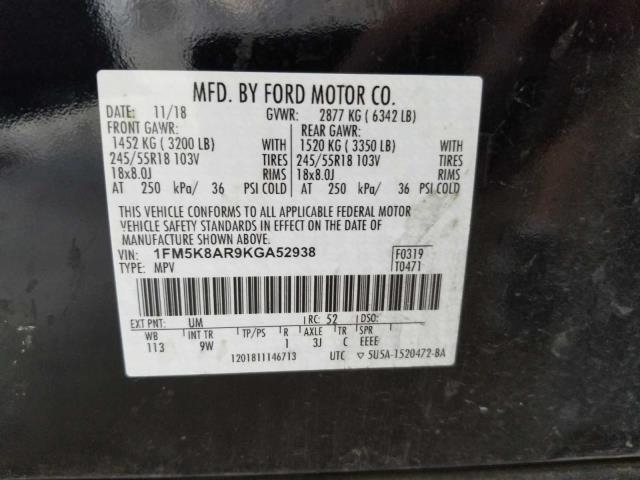 MFD. BY FORD MOTOR CO.
DATE: 11/18 GVWR: 2877 KG ( 6342 LB)
FRONT GAWR: REAR GAWR:
1452 KG ( 3200 LB) WITH 1520 KG ( 3350 LB) WITH
245/55R18 103V TIRES 245/55R18 103V TIRES
18x8.0J RIMS 18x8.0J RIMS
AT 250 kPa/ 36 PSI COLD AT 250 kPa/ 36 PSI COLD
THIS VEHICLE CONFORMS TO ALL APPLICABLE FEDERAL MOTOR
VEHICLE SAFETY STANDARDS IN EFFECT ON THE DATE OF
MANUFACTURE SHOWN ABOVE.
VIN: 1FM5K8AR9KGA52938 F0319
TYPE: MPV T0471
EXT PNT: UM RC: 52 DSO:
WB INT TR TP/PS R AXLE TR SPR
113 9W 1 3J C EEEE
1201811146713 UTC ▽ 5U5A-1520472-BA